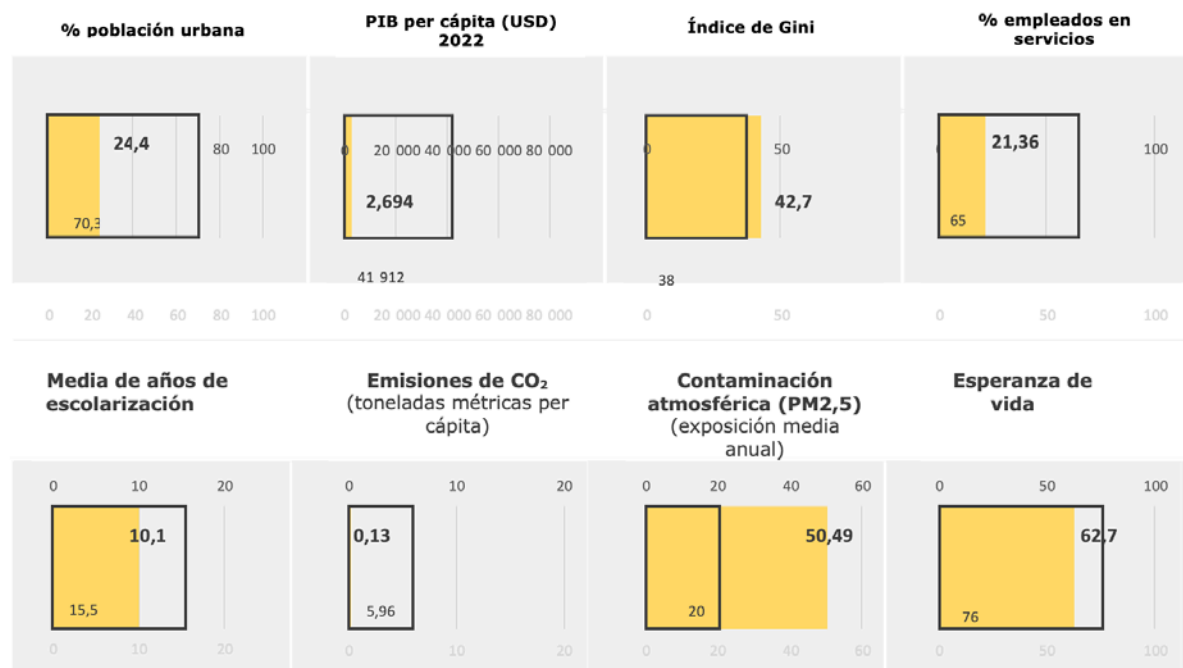 % población urbana
PIB per cápita (USD)
2022
Índice de Gini
% empleados en
servicios
24,4
80 100
70,3
0 20 000 40 000 60 000 80 000
2,694
41 912
0 50
42,7
38
21,36
100
65
0 20 40 60 80 100
0 20 000 40 000 60 000 80 000
0 50
0 50 100
Media de años de
escolarización
Emisiones de CO₂
(toneladas métricas per
cápita)
Contaminación
atmosférica (PM2,5)
(exposición media
anual)
Esperanza de
vida
0 10 20
0 10 20
0 20 40 60
0 50 100
10,1
0,13
50,49
62,7
15,5
5,96
20
76
0 10 20
0 10 20
0 20 40 60
0 50 100